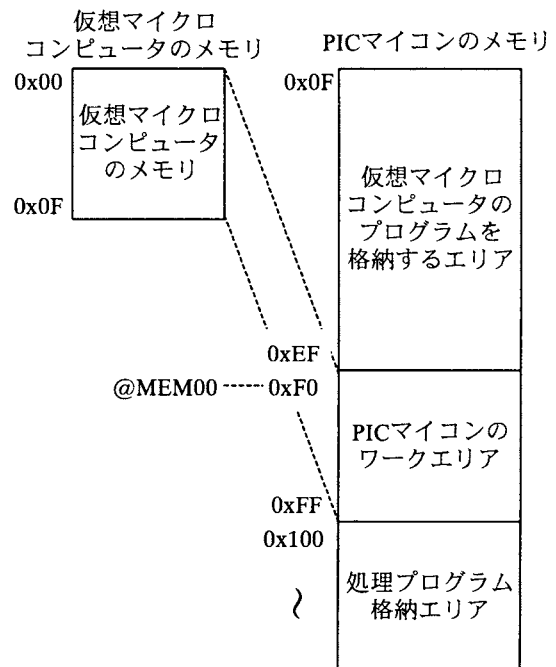 仮想マイクロ
コンピュータのメモリ
0x00
仮想マイクロ
コンピュータ
のメモリ
0x0F
PICマイコンのメモリ
0x0F
仮想マイクロ
コンピュータの
プログラムを
格納するエリア
0xEF
@MEM00
0xF0
PICマイコンの
ワークエリア
0xFF
0x100
処理プログラム
格納エリア